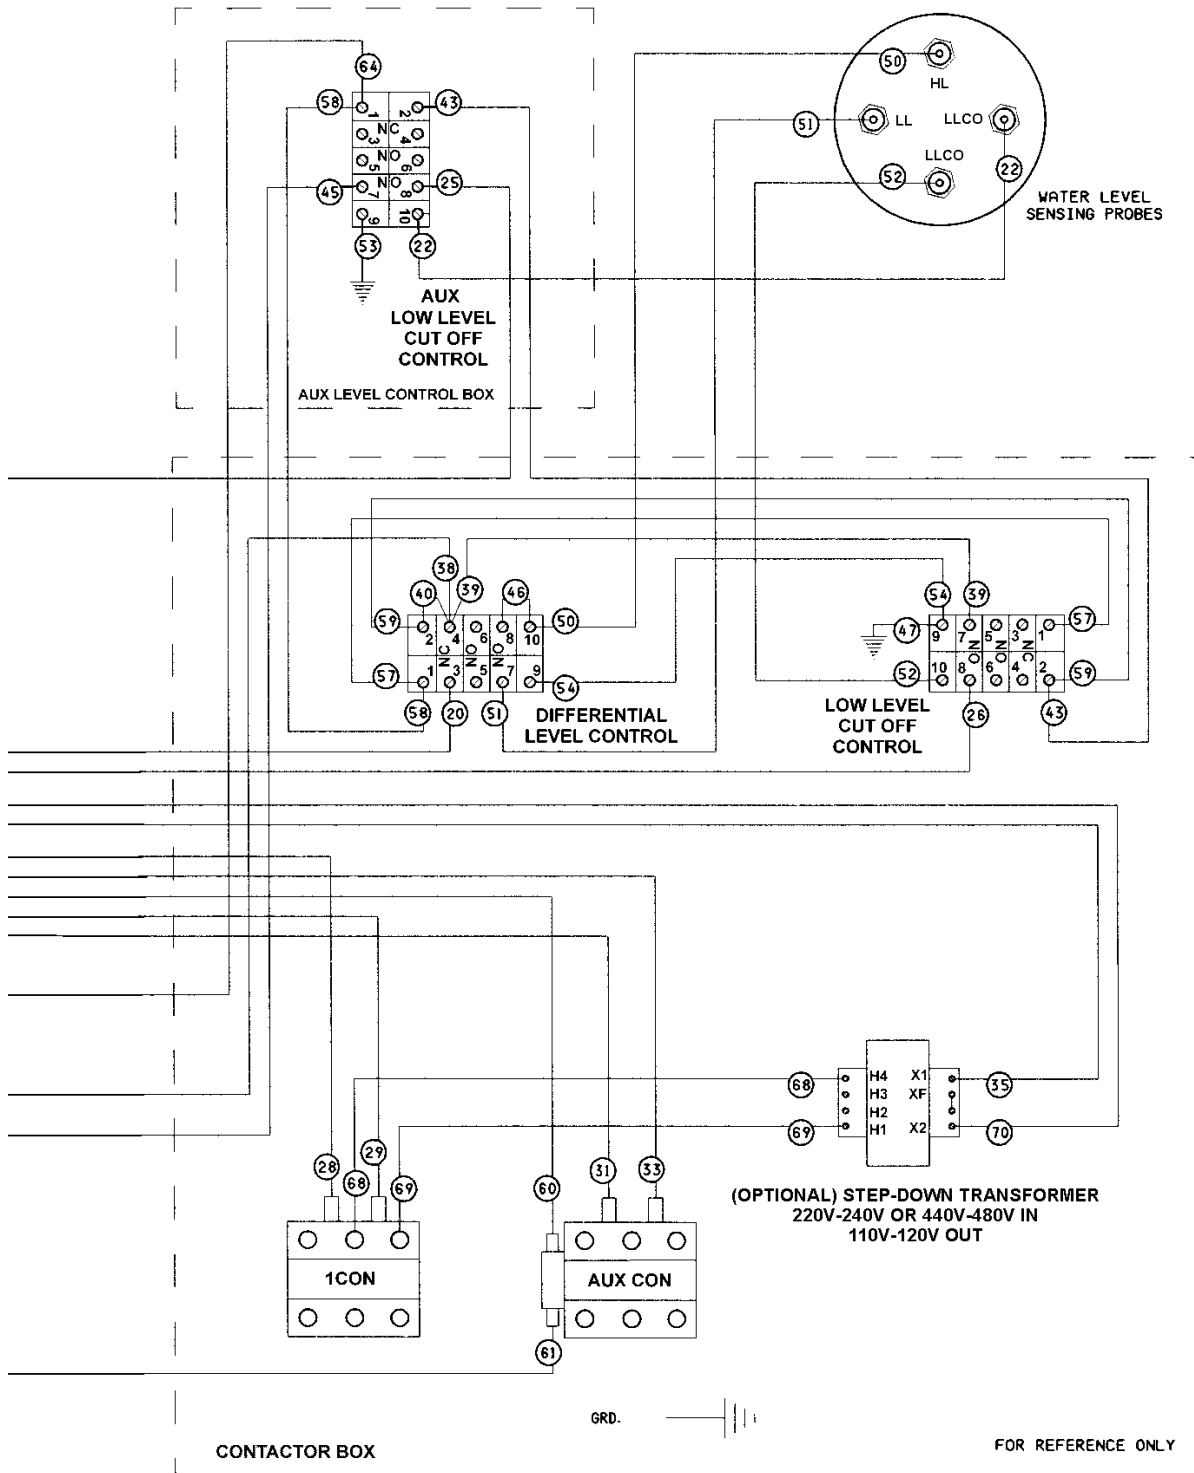 64
58
43
1 2
NC
3 4
NO
5 6
NO
7 8
45
25
9 10
53
22
AUX
LOW LEVEL
CUT OFF
CONTROL
AUX LEVEL CONTROL BOX
50
HL
51
LL
LLCO
LLCO
52
22
WATER LEVEL
SENSING PROBES
38
40
39
46
59
50
2 4 6 8 10
NC NO NO
1 3 5 7 9
57
54
58
20
51
DIFFERENTIAL
LEVEL CONTROL
54
39
47
57
9 7 5 3 1
NO NO NC
10 8 6 4 2
52
59
26
43
LOW LEVEL
CUT OFF
CONTROL
68
H4 X1
35
H3 XF
H2
69
H1 X2
70
(OPTIONAL) STEP-DOWN TRANSFORMER
220V-240V OR 440V-480V IN
110V-120V OUT
28
68
29
69
1CON
60
31
33
AUX CON
61
GRD.
CONTACTOR BOX
FOR REFERENCE ONLY